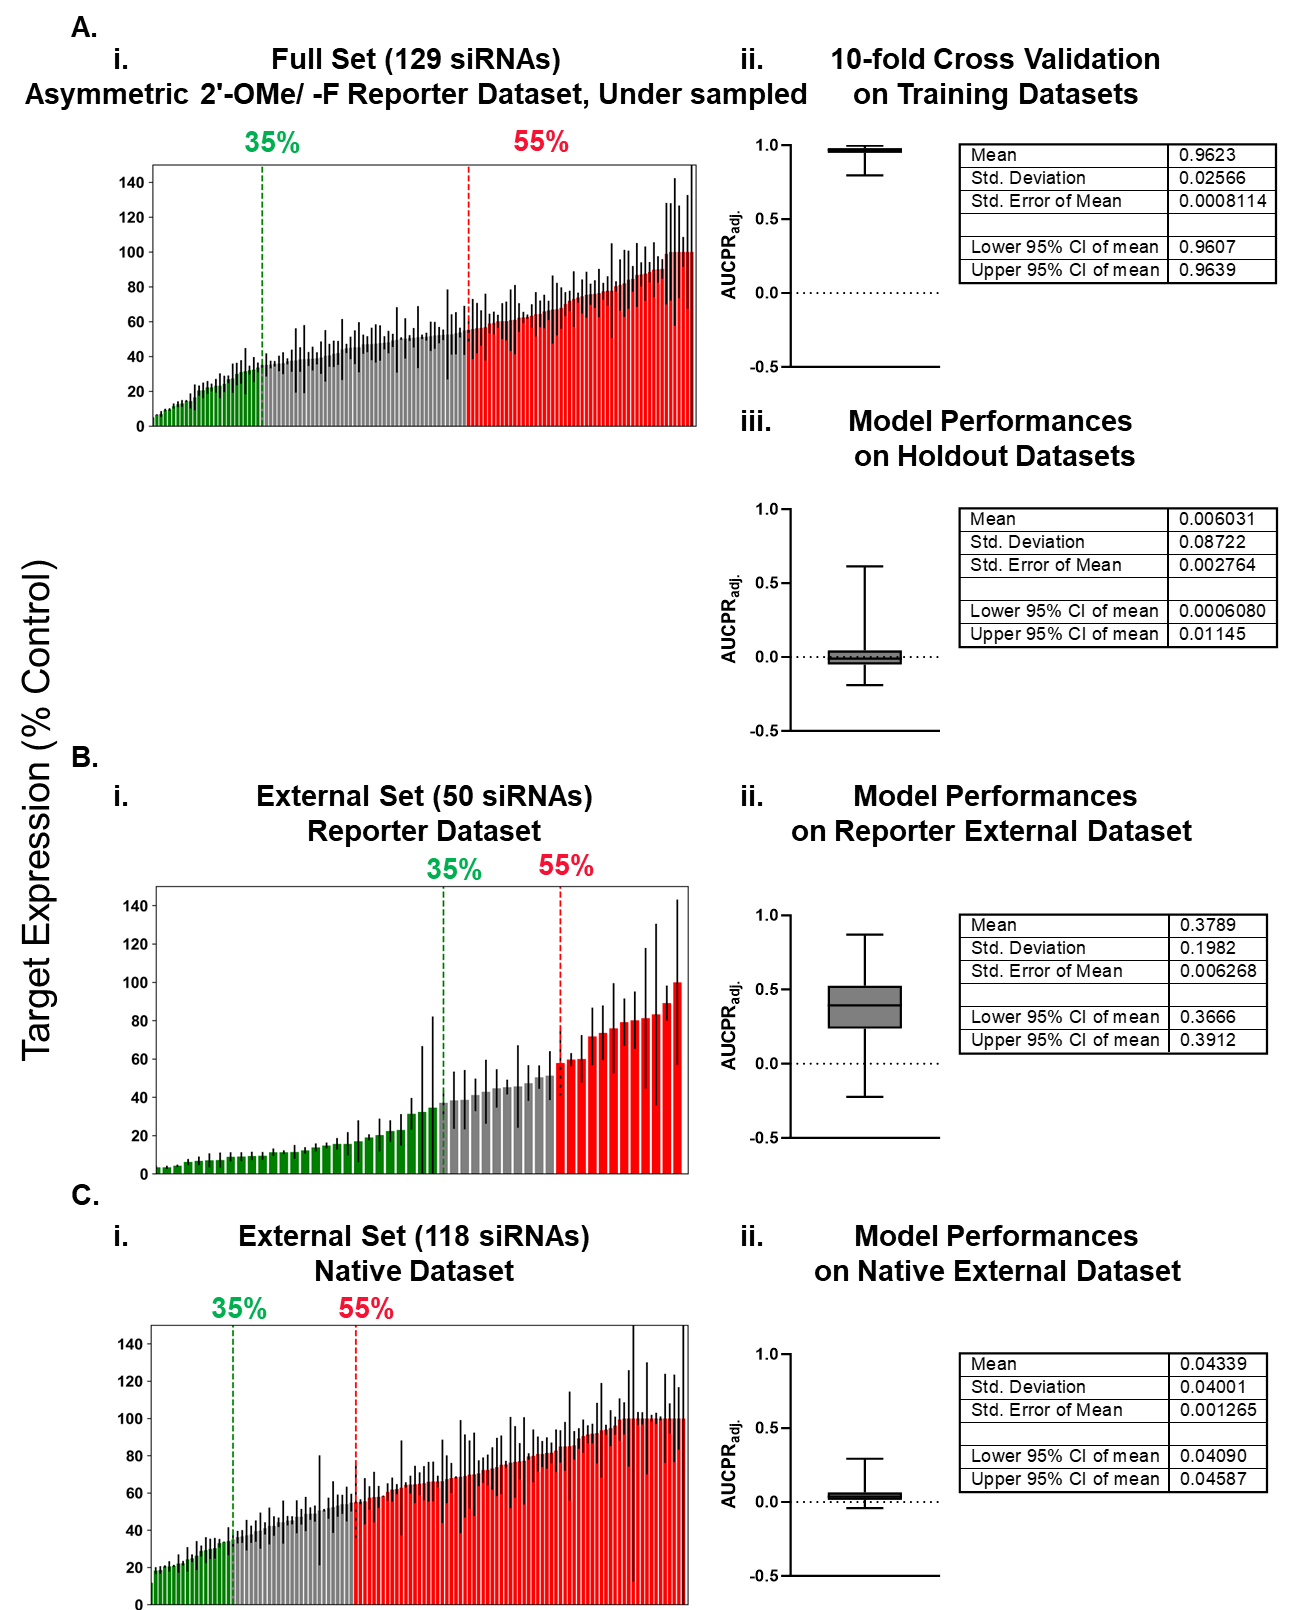 A.
i.
Full Set (129 siRNAs)
Asymmetric 2'-OMe/ -F Reporter Dataset, Under sampled
35%
55%
140
120
100
80
60
40
20
0
ii.
10-fold Cross Validation
on Training Datasets
AUCPRadj.
1.0
0.5
0.0
-0.5
Mean 0.9623
Std. Deviation 0.02566
Std. Error of Mean 0.0008114
Lower 95% CI of mean 0.9607
Upper 95% CI of mean 0.9639
iii.
Model Performances
on Holdout Datasets
AUCPRadj.
1.0
0.5
0.0
-0.5
Mean 0.006031
Std. Deviation 0.08722
Std. Error of Mean 0.002764
Lower 95% CI of mean 0.0006080
Upper 95% CI of mean 0.01145
Target Expression (% Control)
B.
i.
External Set (50 siRNAs)
Reporter Dataset
35%
55%
140
120
100
80
60
40
20
0
ii.
Model Performances
on Reporter External Dataset
AUCPRadj.
1.0
0.5
0.0
-0.5
Mean 0.3789
Std. Deviation 0.1982
Std. Error of Mean 0.006268
Lower 95% CI of mean 0.3666
Upper 95% CI of mean 0.3912
C.
i.
External Set (118 siRNAs)
Native Dataset
35%
55%
140
120
100
80
60
40
20
0
ii.
Model Performances
on Native External Dataset
AUCPRadj.
1.0
0.5
0.0
-0.5
Mean 0.04339
Std. Deviation 0.04001
Std. Error of Mean 0.001265
Lower 95% CI of mean 0.04090
Upper 95% CI of mean 0.04587